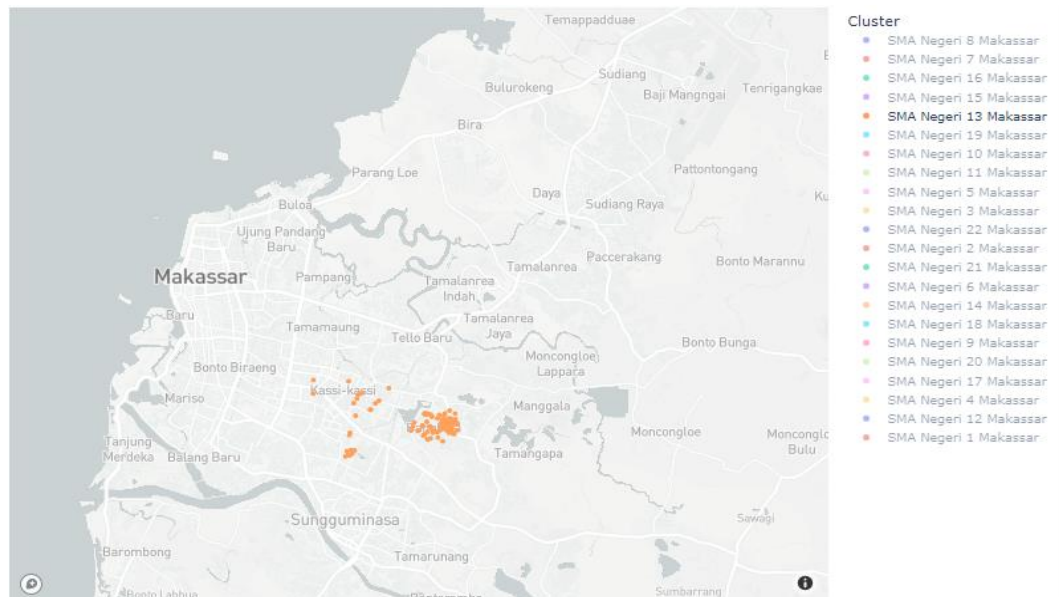 Temappadduae
Sudiang
Bulurokeng
Baji Mangngai
Tenrigangkae
Bira
Pattontongang
Parang Loe
Daya
Buloa
Sudiang Raya
Ujung Pandang
Baru
Paccerakang
Bonto Marannu
Tamalanrea
Makassar
Pampang
Tamalanrea
Indah
Baru
Tamalanrea
Jaya
Tamamaung
Tello Baru
Bonto Bunga
Moncongloe
Lappara
Bonto Biraeng
Kassi-kassi
Mariso
Manggala
Moncongloe
Tanjung
Merdeka
Balang Baru
Tamangapa
Bulu
Sungguminasa
Sawagi
Barombong
Tamarunang
Sumbarrang
Cluster
SMA Negeri 8 Makassar
SMA Negeri 7 Makassar
SMA Negeri 16 Makassar
SMA Negeri 15 Makassar
SMA Negeri 13 Makassar
SMA Negeri 19 Makassar
SMA Negeri 10 Makassar
SMA Negeri 11 Makassar
SMA Negeri 5 Makassar
SMA Negeri 3 Makassar
SMA Negeri 22 Makassar
SMA Negeri 2 Makassar
SMA Negeri 21 Makassar
SMA Negeri 6 Makassar
SMA Negeri 14 Makassar
SMA Negeri 18 Makassar
SMA Negeri 9 Makassar
SMA Negeri 20 Makassar
SMA Negeri 17 Makassar
SMA Negeri 4 Makassar
SMA Negeri 12 Makassar
SMA Negeri 1 Makassar